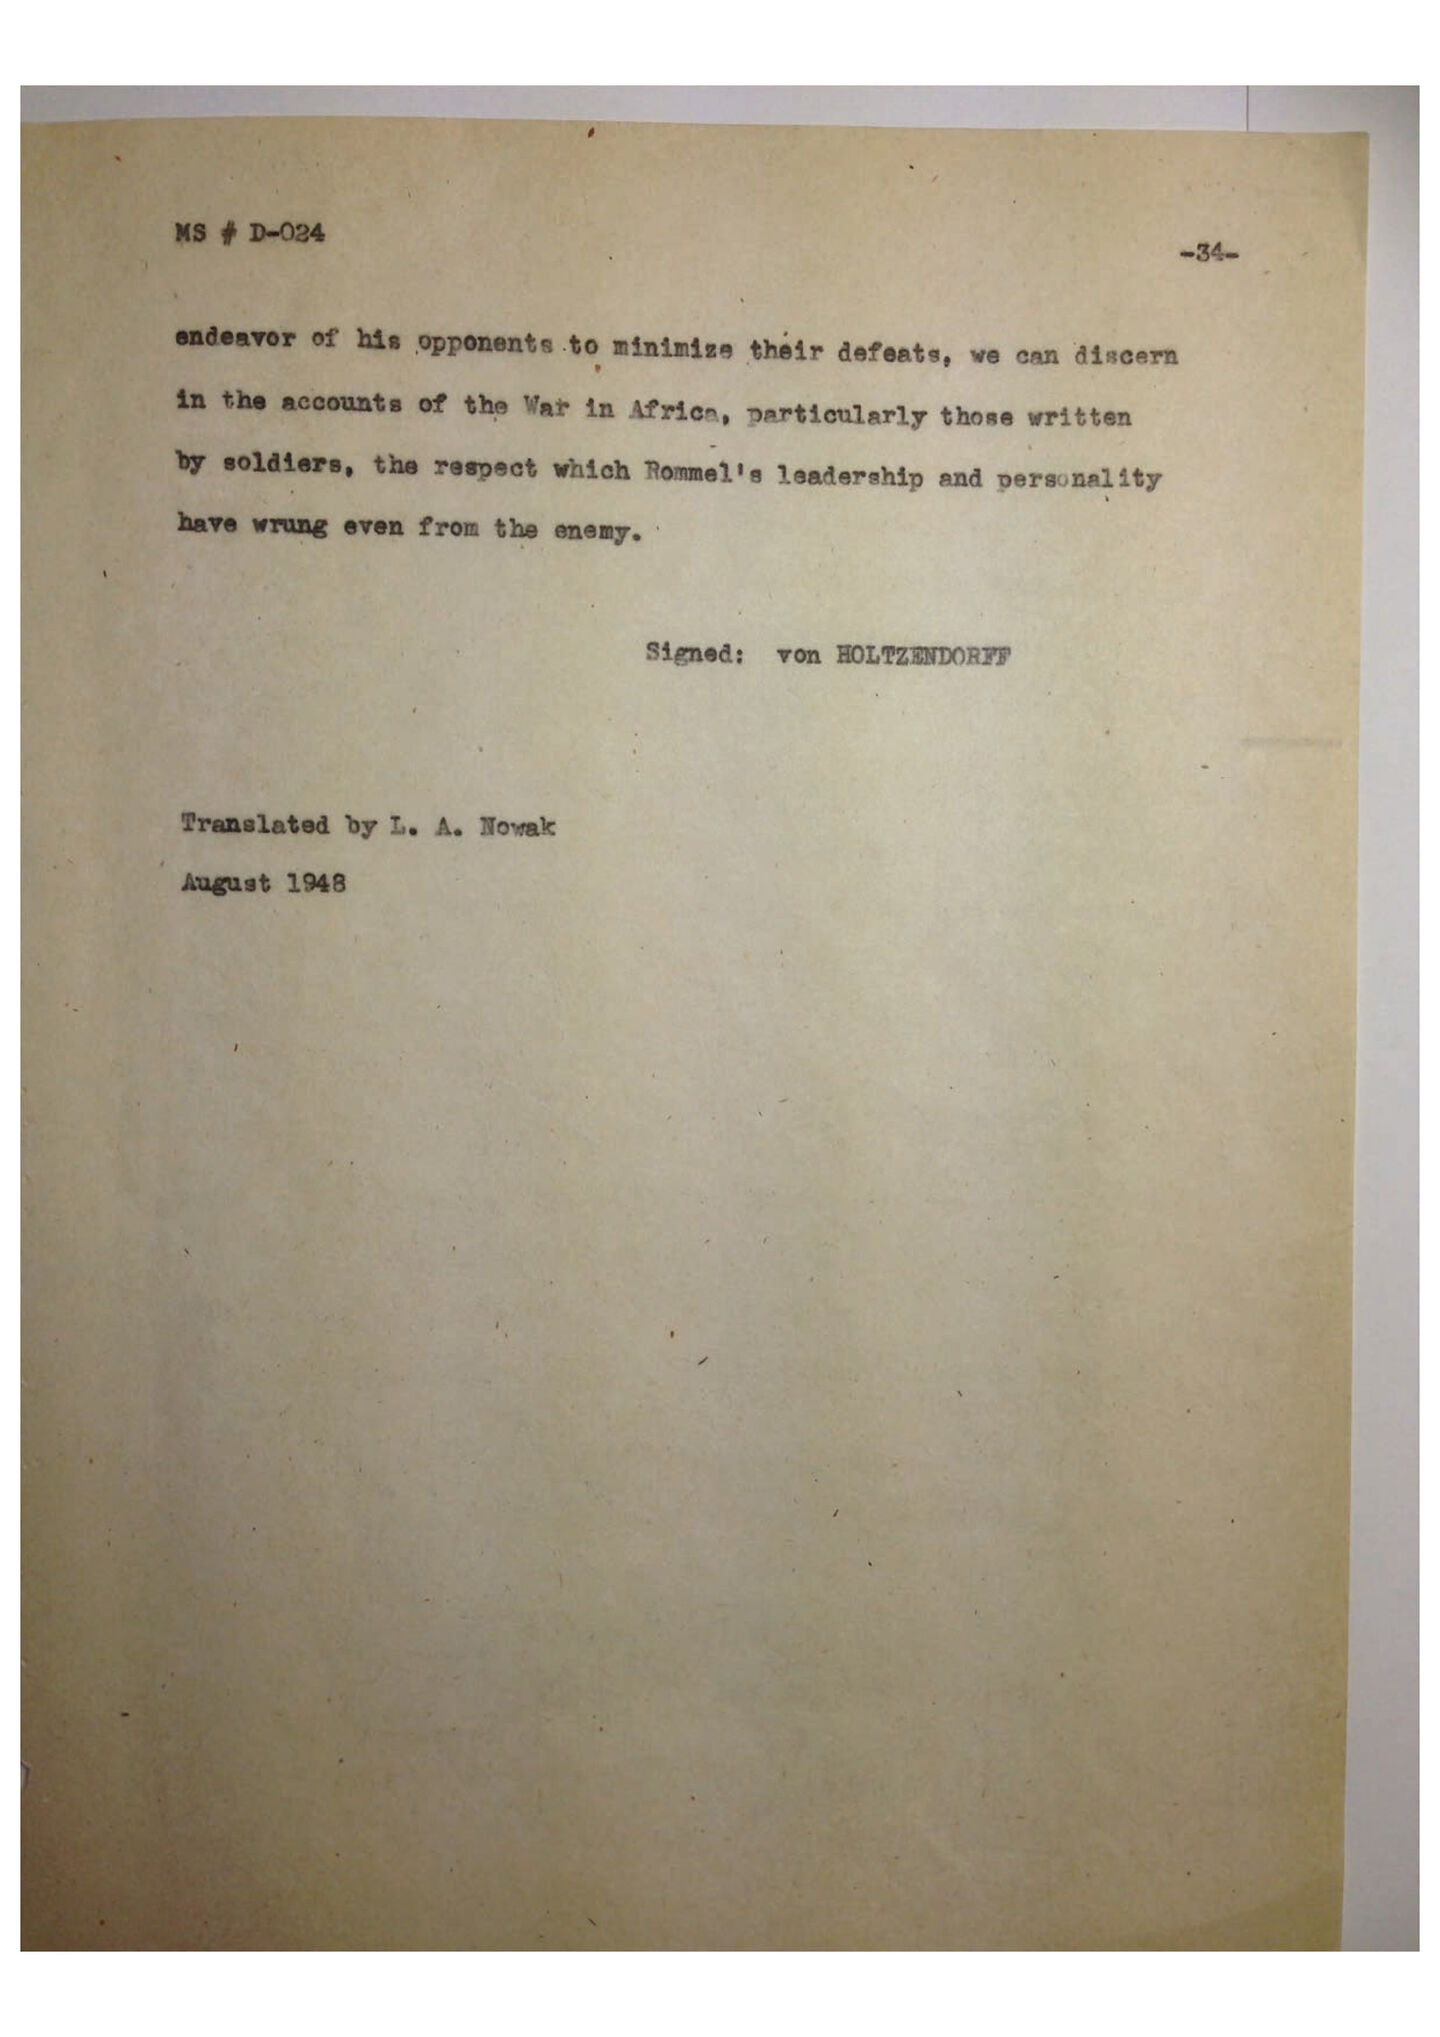 MS # D-024
-34-
endeavor of his opponents to minimize their defeats, we can discern
in the accounts of the War in Africa, particularly those written
by soldiers, the respect which Rommel's leadership and personality
have wrung even from the enemy.
Signed: von HOLTZENDORFF
Translated by L. A. Nowak
August 1948